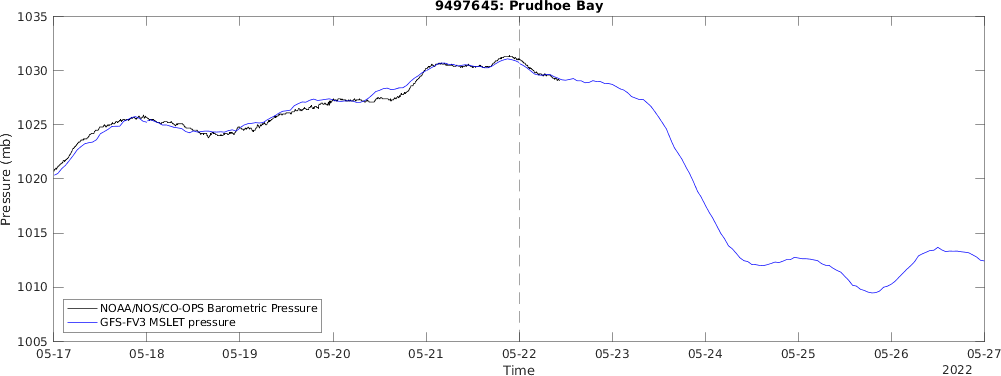 9497645: Prudhoe Bay
1035
1030
1025
1020
1015
1010
1005
Pressure (mb)
NOAA/NOS/CO-OPS Barometric Pressure
GFS-FV3 MSLET pressure
05-17 05-18 05-19 05-20 05-21 05-22 05-23 05-24 05-25 05-26 05-27
Time
2022